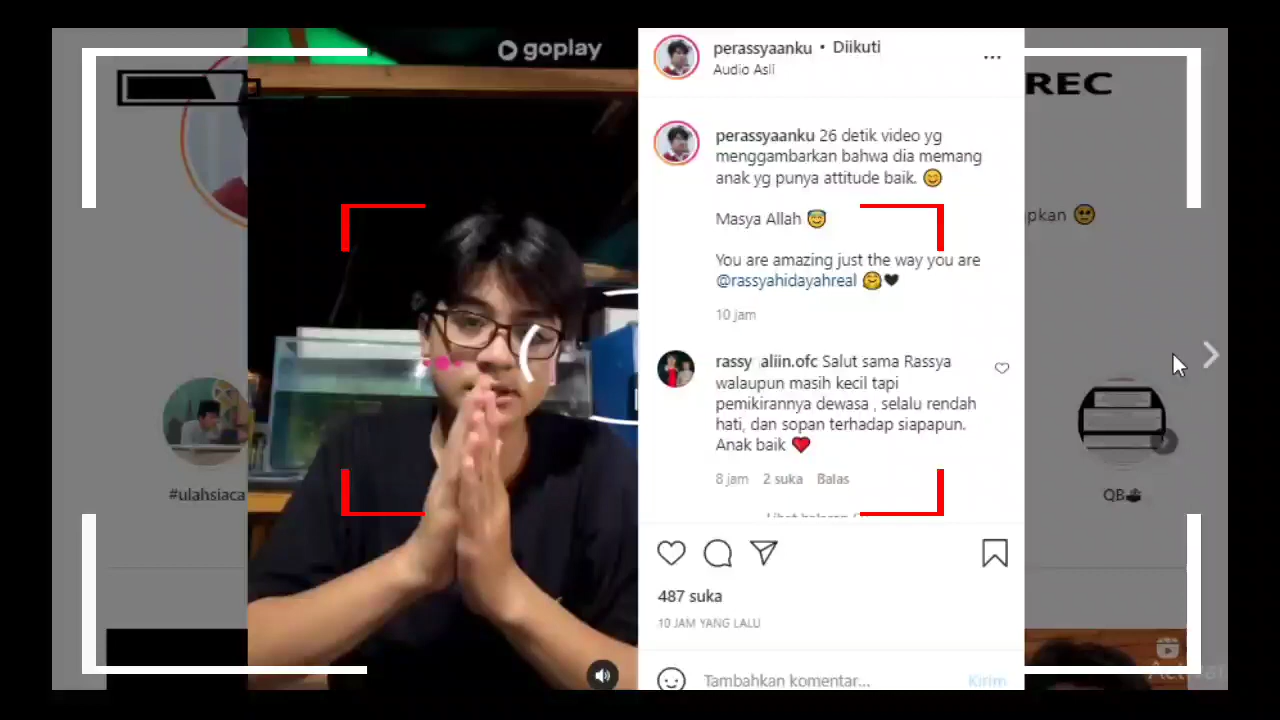 goplay
perassyaanku • Diikuti
Audio Asli
REC
perassyaanku 26 detik video yg
menggambarkan bahwa dia memang
anak yg punya attitude baik. 😊
Masya Allah 😇
pkan 🥺
You are amazing just the way you are
@rassyahidayahreal 🤗🖤
10 jam
rassy aliin.ofc Salut sama Rassya
walaupun masih kecil tapi
pemikirannya dewasa , selalu rendah
hati, dan sopan terhadap siapapun.
Anak baik ❤️
8 jam 2 suka Balas
#ulahsiaca
QB
487 suka
10 JAM YANG LALU
Tambahkan komentar... Kirim